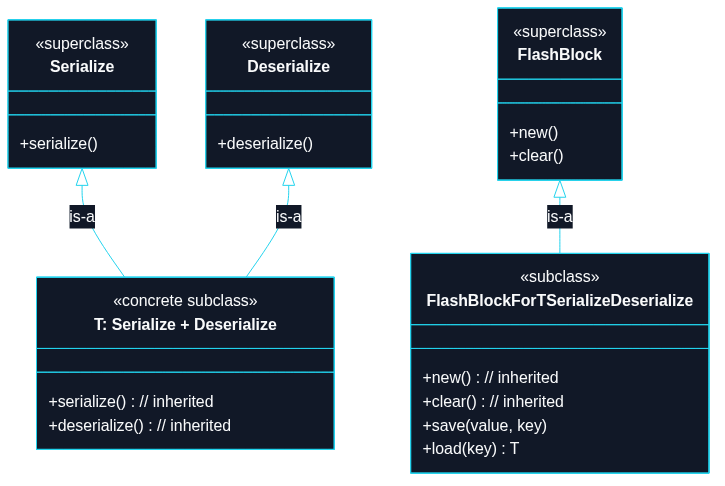 «superclass»
Serialize
+serialize()
«superclass»
Deserialize
+deserialize()
«superclass»
FlashBlock
+new()
+clear()
is-a
is-a
is-a
«concrete subclass»
T: Serialize + Deserialize
+serialize() : // inherited
+deserialize() : // inherited
«subclass»
FlashBlockForTSerializeDeserialize
+new() : // inherited
+clear() : // inherited
+save(value, key)
+load(key) : T